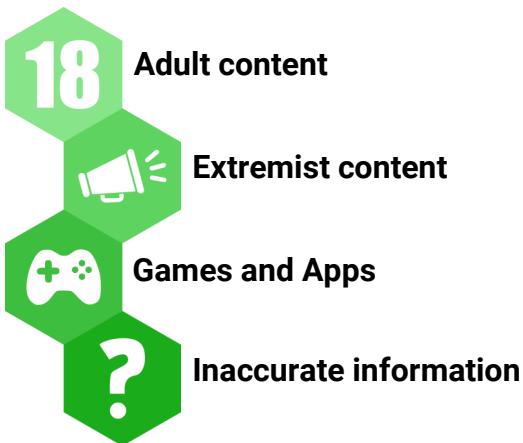 18 Adult content
Extremist content
Games and Apps
? Inaccurate information